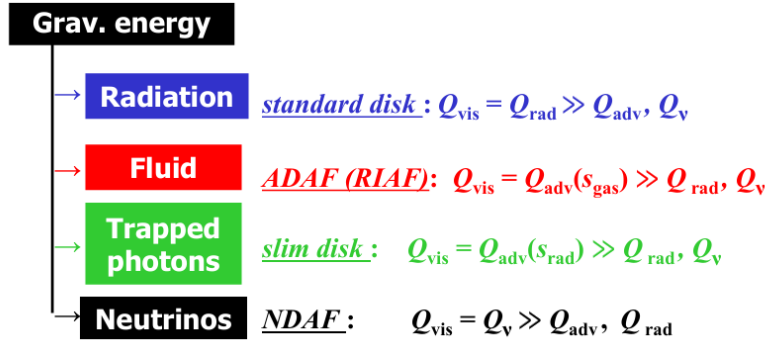 Grav. energy
Radiation standard disk : Qvis = Qrad ≫ Qadv, Qν
Fluid ADAF (RIAF): Qvis = Qadv(sgas) ≫ Q rad, Qν
Trapped photons slim disk : Qvis = Qadv(srad) ≫ Q rad, Qν
Neutrinos NDAF : Qvis = Qν ≫ Qadv, Q rad